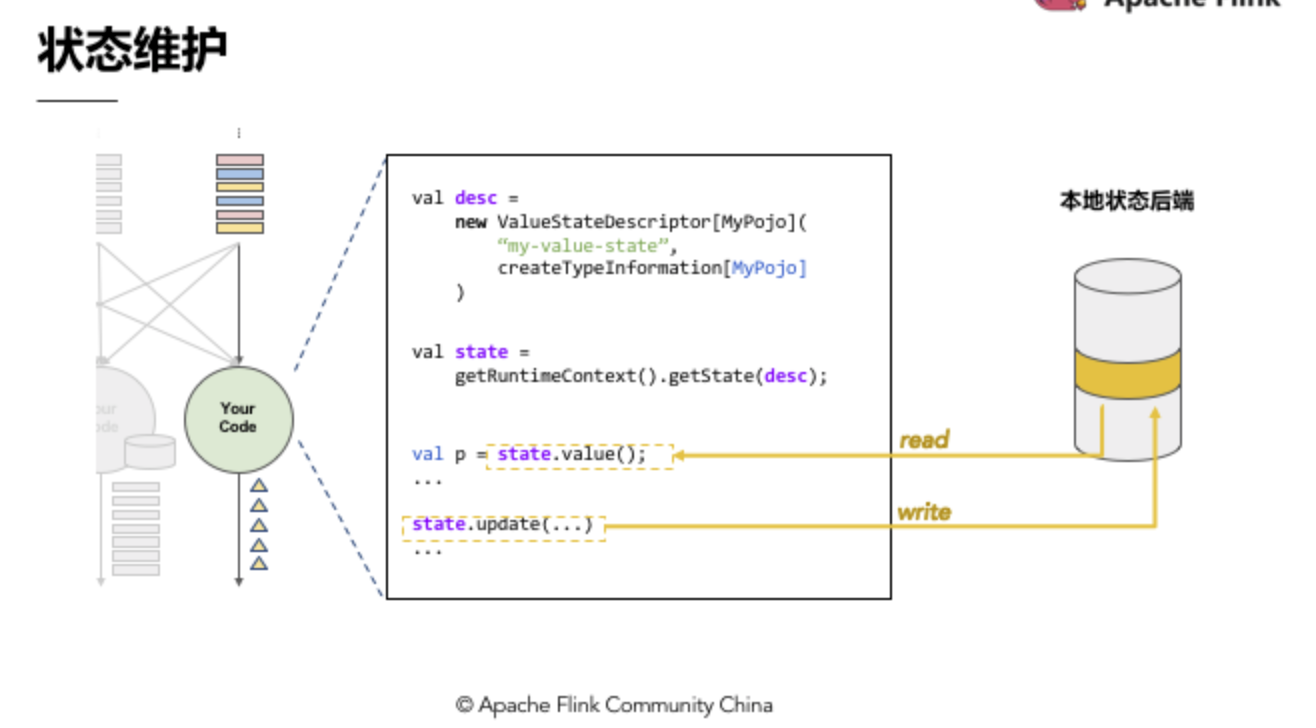 Apache Flink
状态维护
val desc =
new ValueStateDescriptor[MyPojo](
“my-value-state”,
createTypeInformation[MyPojo]
)
val state =
getRuntimeContext().getState(desc);
val p = state.value();
...
state.update(...)
...
Your
Code
our
ode
本地状态后端
read
write
© Apache Flink Community China